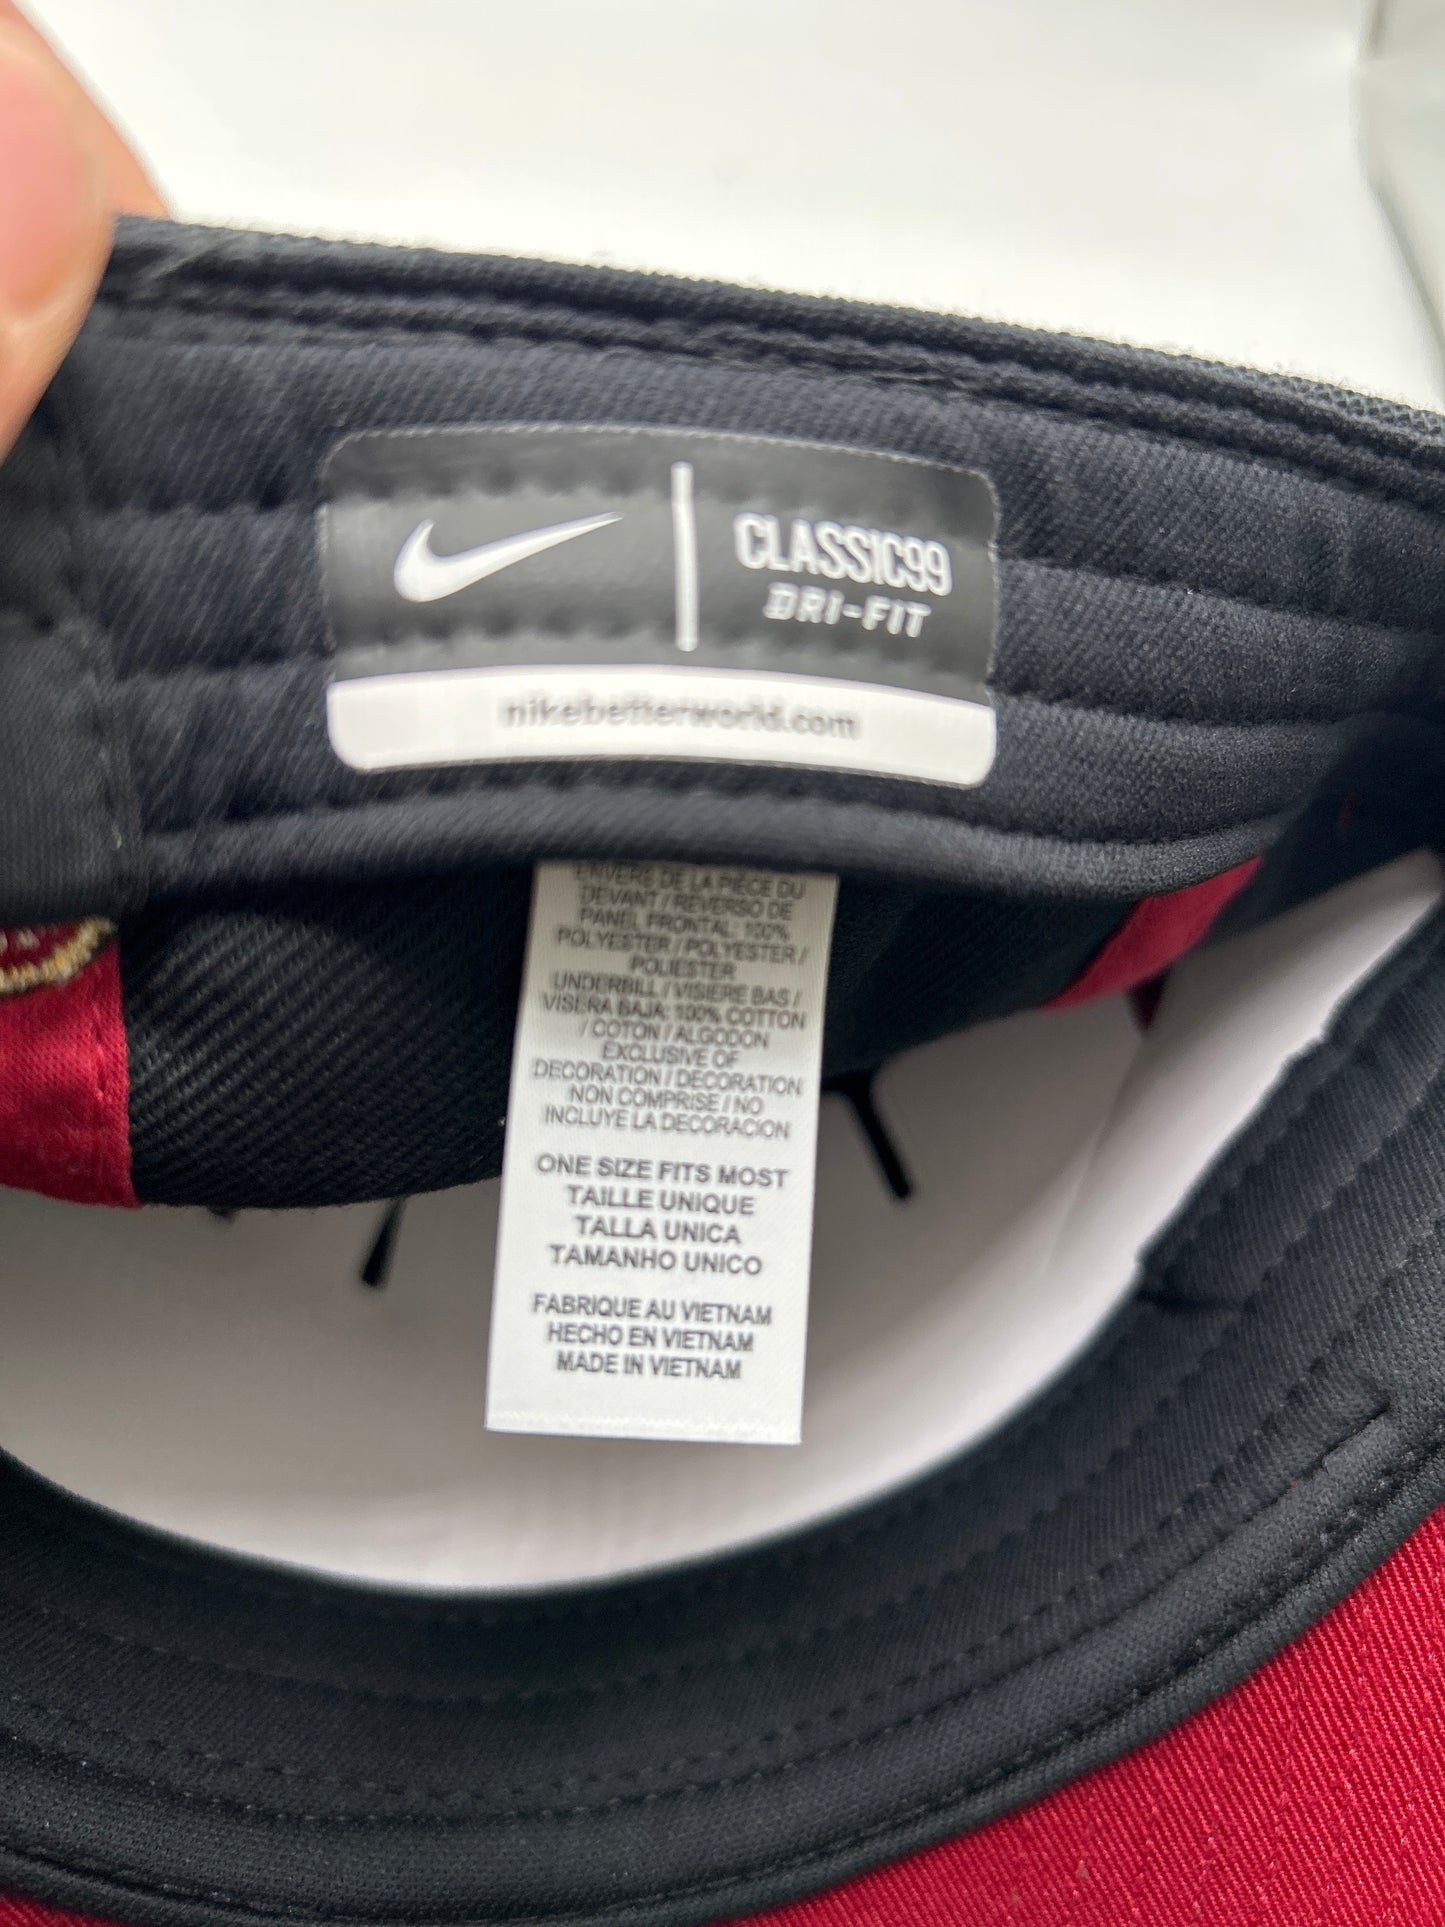 CLASSIC99
DRI-FIT
nikebetterworld.com
ENVERS DE LA PIÈCE DU
DEVANT / REVERSO DE
PANEL FRONTAL: 100%
POLYESTER / POLYESTER /
POLIESTER
UNDERBILL / VISIERE BAS /
VISERA BAJA: 100% COTTON
/ COTON / ALGODON
EXCLUSIVE OF
DECORATION / DECORATION
NON COMPRISE / NO
INCLUYE LA DECORACION
ONE SIZE FITS MOST
TAILLE UNIQUE
TALLA UNICA
TAMANHO UNICO
FABRIQUE AU VIETNAM
HECHO EN VIETNAM
MADE IN VIETNAM